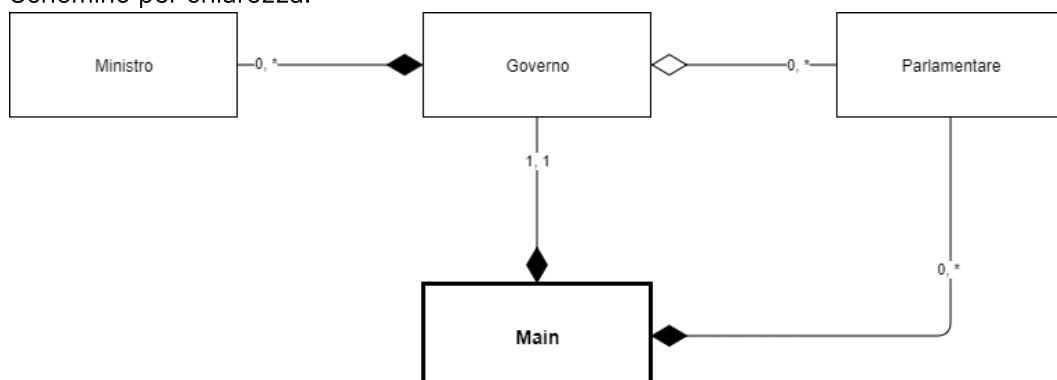 Schemino per chiarezza:
Ministro
0, *
Governo
0, *
Parlamentare
1, 1
0, *
Main